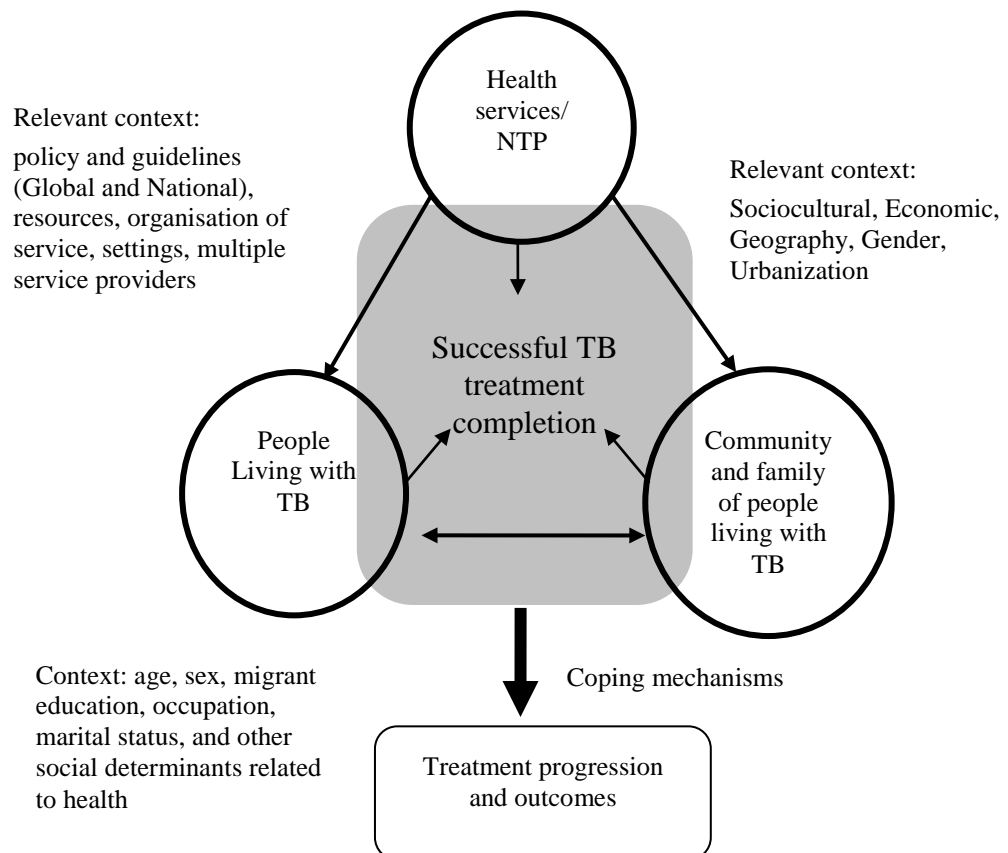 Health
services/
NTP
Relevant context:
policy and guidelines
(Global and National),
resources, organisation of
service, settings, multiple
service providers
Relevant context:
Sociocultural, Economic,
Geography, Gender,
Urbanization
Successful TB
treatment
completion
People
Living with
TB
Community
and family
of people
living with
TB
Context: age, sex, migrant
education, occupation,
marital status, and other
social determinants related
to health
Coping mechanisms
Treatment progression
and outcomes